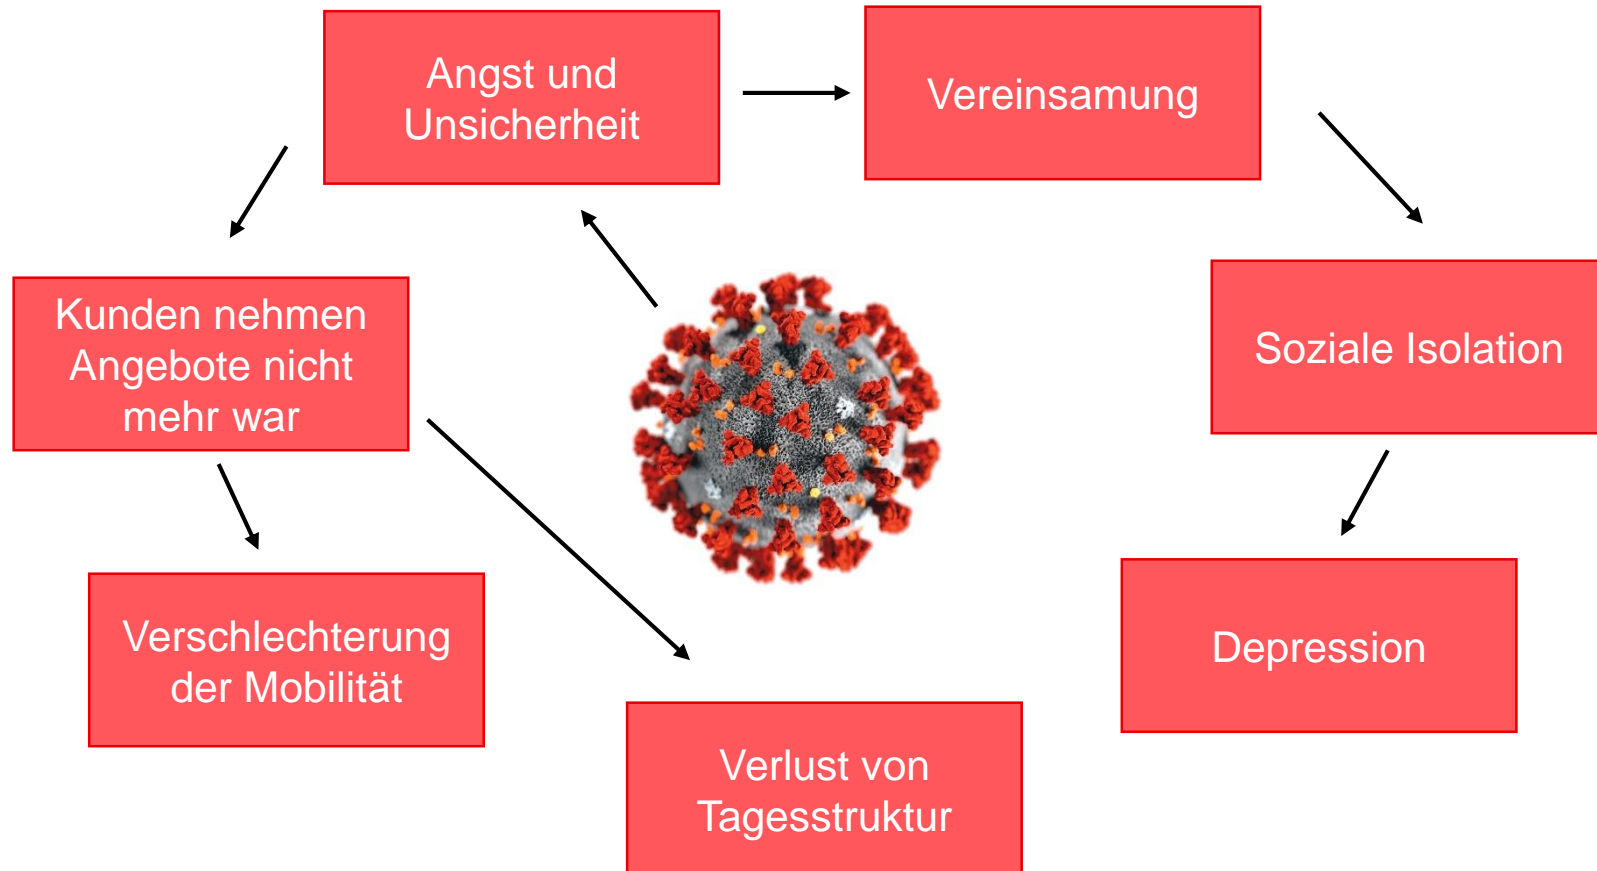 Angst und
Unsicherheit
Vereinsamung
Kunden nehmen
Angebote nicht
mehr war
Soziale Isolation
Verschlechterung
der Mobilität
Depression
Verlust von
Tagesstruktur